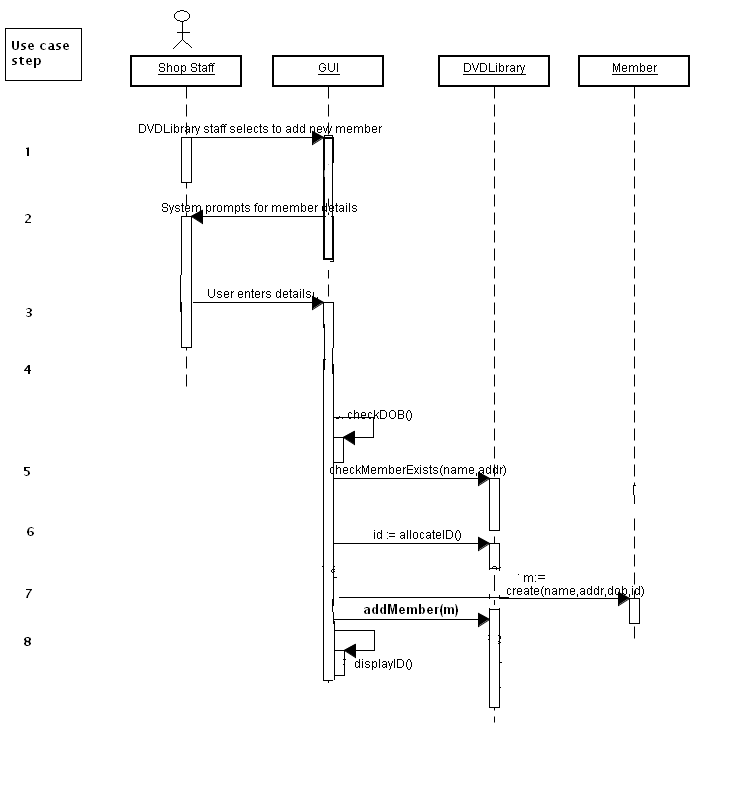 Use case
step
Shop Staff
GUI
DVDLibrary
Member
DVDLibrary staff selects to add new member
1
System prompts for member details
2
User enters details
3
4
checkDOB()
5
checkMemberExists(name,addr)
6
id := allocateID()
m:=
7
create(name,addr,dob,id)
addMember(m)
8
displayID()